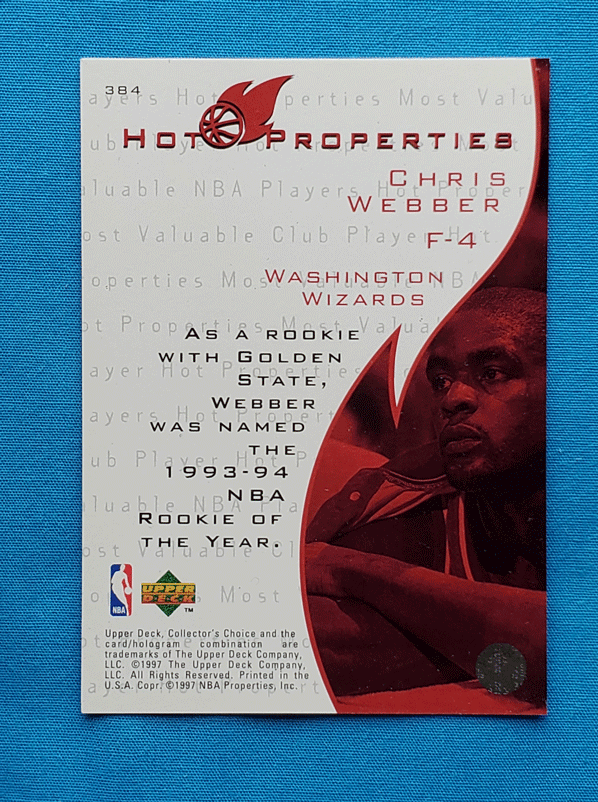 384
HOT PROPERTIES
CHRIS
WEBBER
F-4
WASHINGTON
WIZARDS
AS A ROOKIE
WITH GOLDEN
STATE,
WEBBER
WAS NAMED
THE
1993-94
NBA
ROOKIE OF
THE YEAR.
NBA
UPPER
DECK
TM
Upper Deck, Collector's Choice and the
card/hologram combination are
trademarks of The Upper Deck Company,
LLC. ©1997 The Upper Deck Company,
LLC. All Rights Reserved. Printed in the
U.S.A. Copr. ©1997 NBA Properties, Inc.